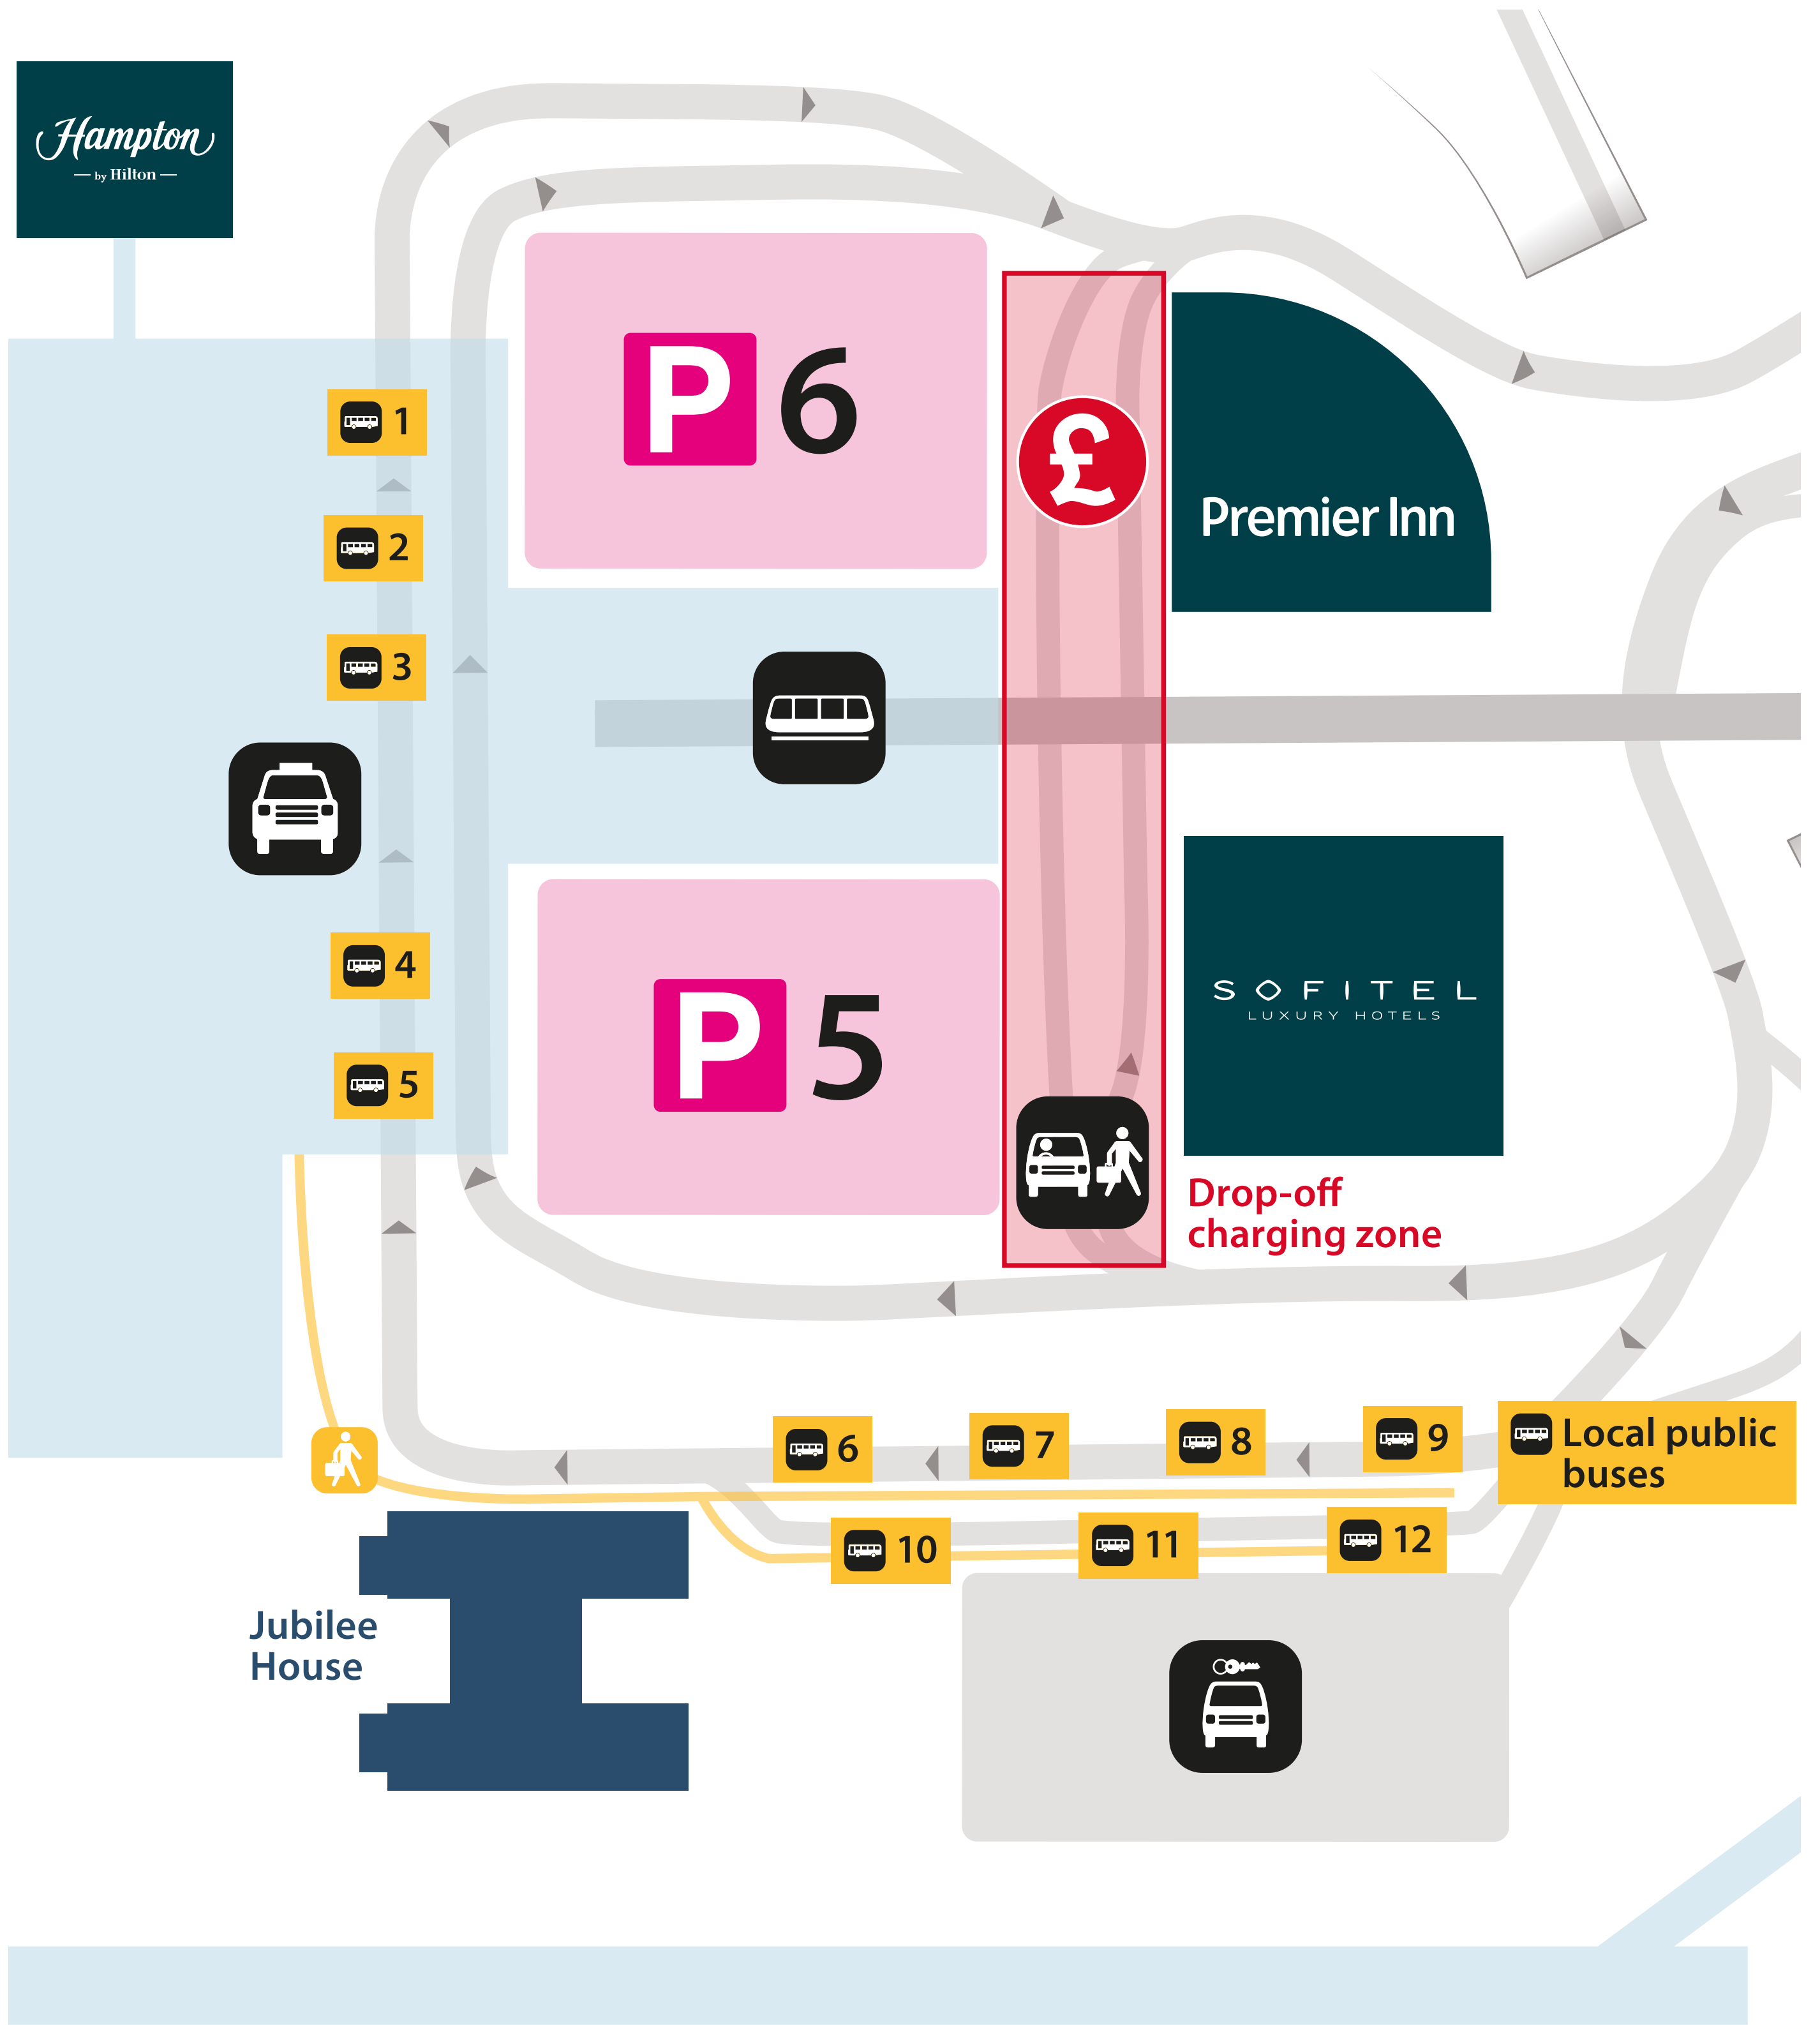 Hampton
by Hilton
1
P 6
£
2
Premier Inn
3
4
SOFITEL
LUXURY HOTELS
P 5
5
Drop-off
charging zone
6
7
8
9
Local public
buses
10
11
12
Jubilee
House